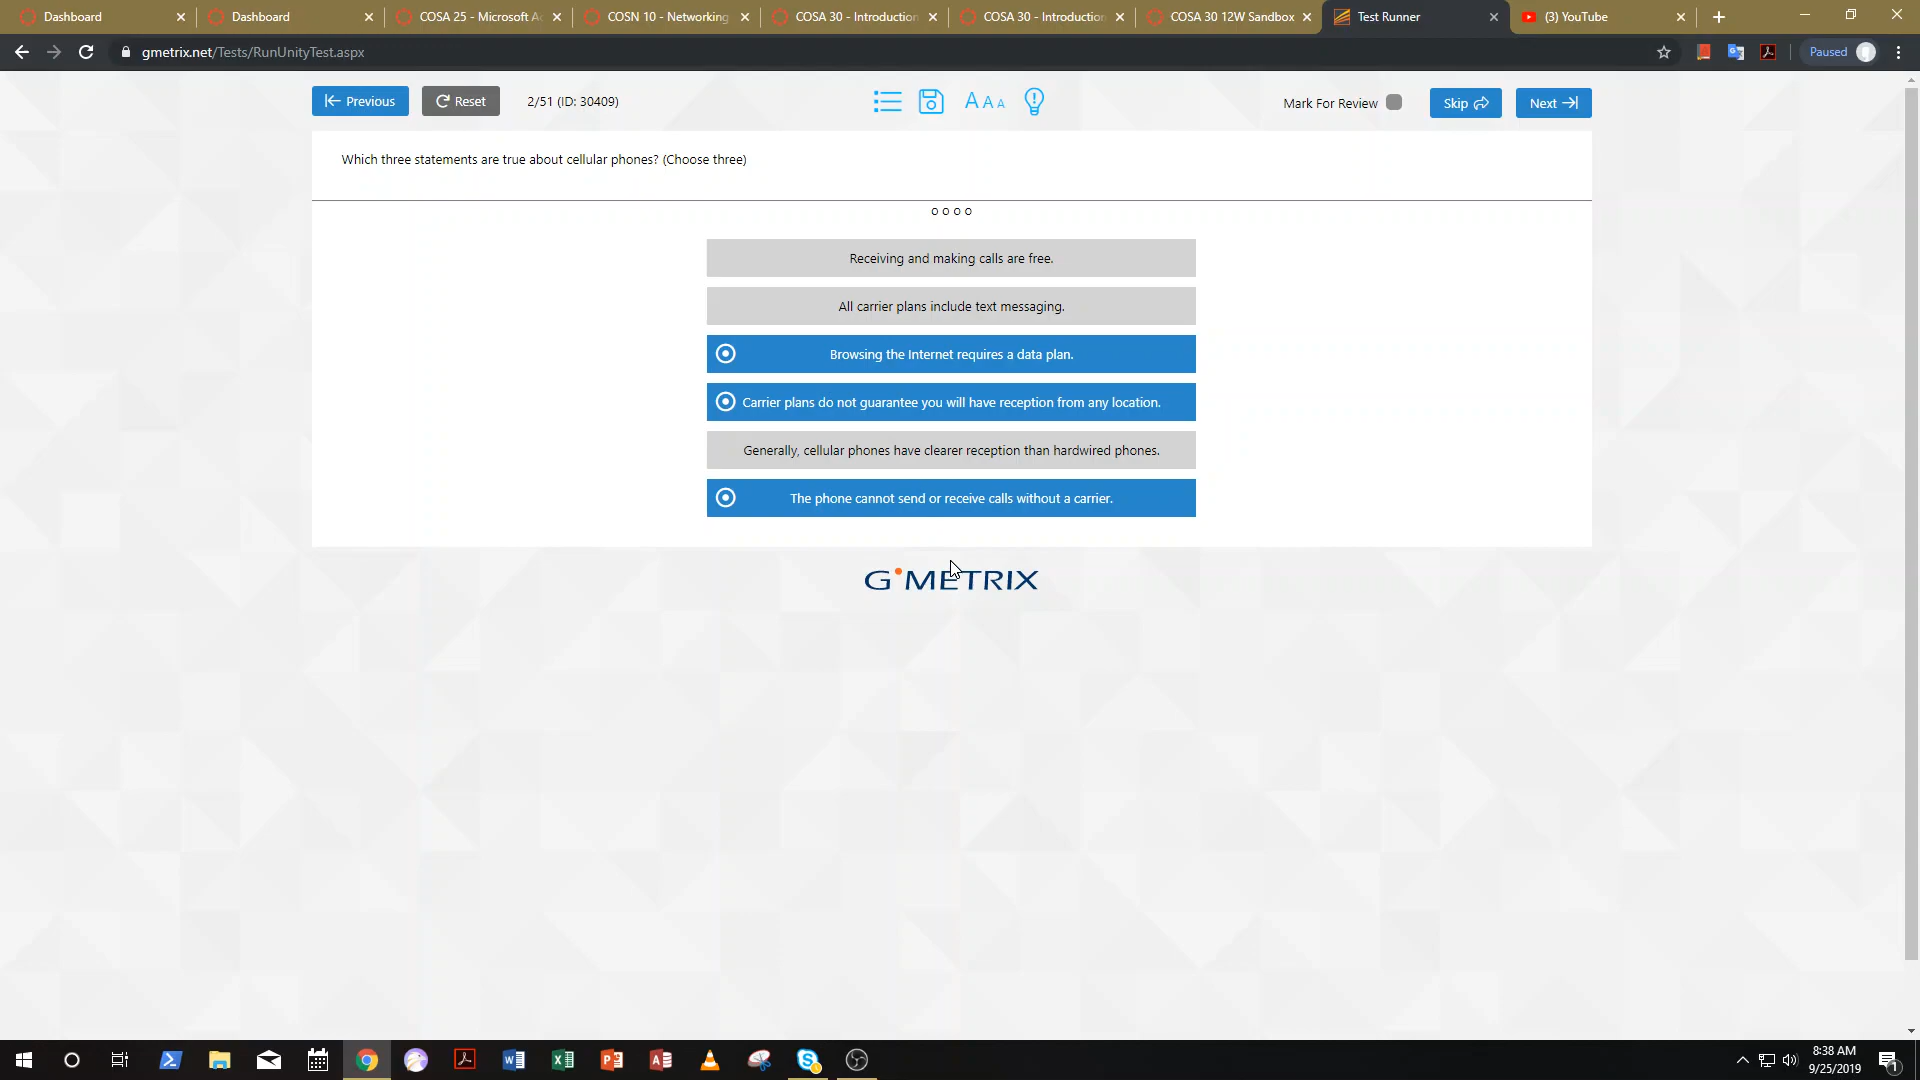 Dashboard
Dashboard
COSA 25 - Microsoft Ac
COSN 10 - Networking
COSA 30 - Introduction
COSA 30 - Introduction
COSA 30 12W Sandbox
Test Runner
(3) YouTube
gmetrix.net/Tests/RunUnityTest.aspx
Paused
Previous
Reset
2/51 (ID: 30409)
A A A
Mark For Review
Skip
Next
Which three statements are true about cellular phones? (Choose three)
Receiving and making calls are free.
All carrier plans include text messaging.
Browsing the Internet requires a data plan.
Carrier plans do not guarantee you will have reception from any location.
Generally, cellular phones have clearer reception than hardwired phones.
The phone cannot send or receive calls without a carrier.
GMETRIX
8:38 AM
9/25/2019
1